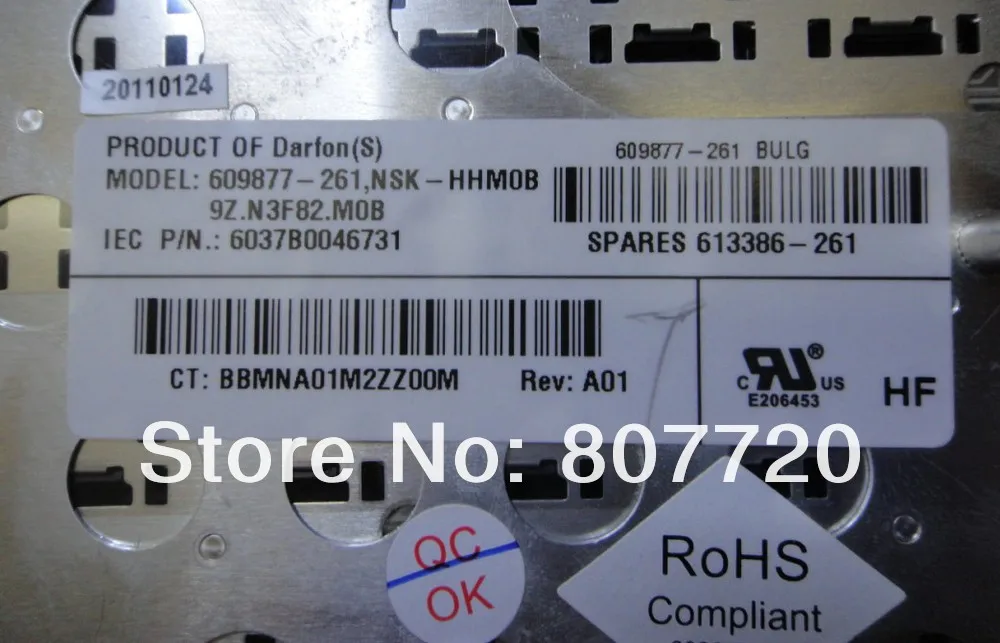 20110124
PRODUCT OF Darfon(S)
MODEL: 609877-261,NSK-HHM0B
9Z.N3F82.M0B
IEC P/N.: 6037B0046731
609877-261 BULG
SPARES 613386-261
CT: BBMNA01M2ZZ00M Rev: A01
C RU® US
E206453
HF
Store No: 807720
QC
OK
RoHS
Compliant